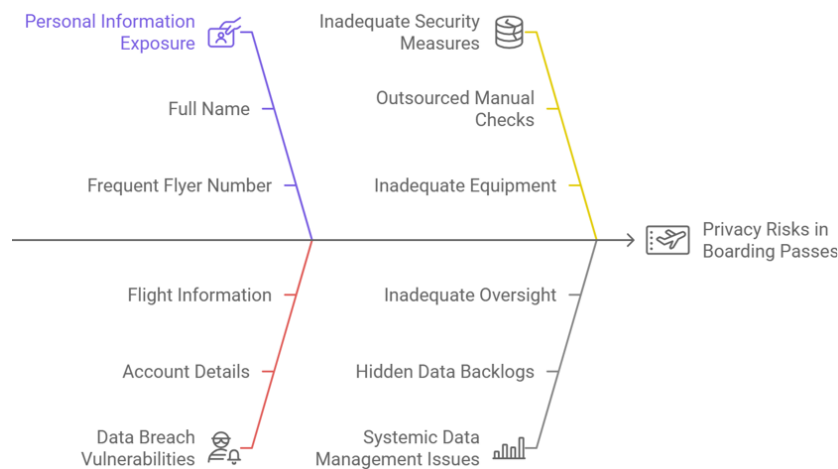 Personal Information
Exposure
Full Name
Frequent Flyer Number
Inadequate Security
Measures
Outsourced Manual
Checks
Inadequate Equipment
Privacy Risks in
Boarding Passes
Flight Information
Account Details
Data Breach
Vulnerabilities
Inadequate Oversight
Hidden Data Backlogs
Systemic Data
Management Issues